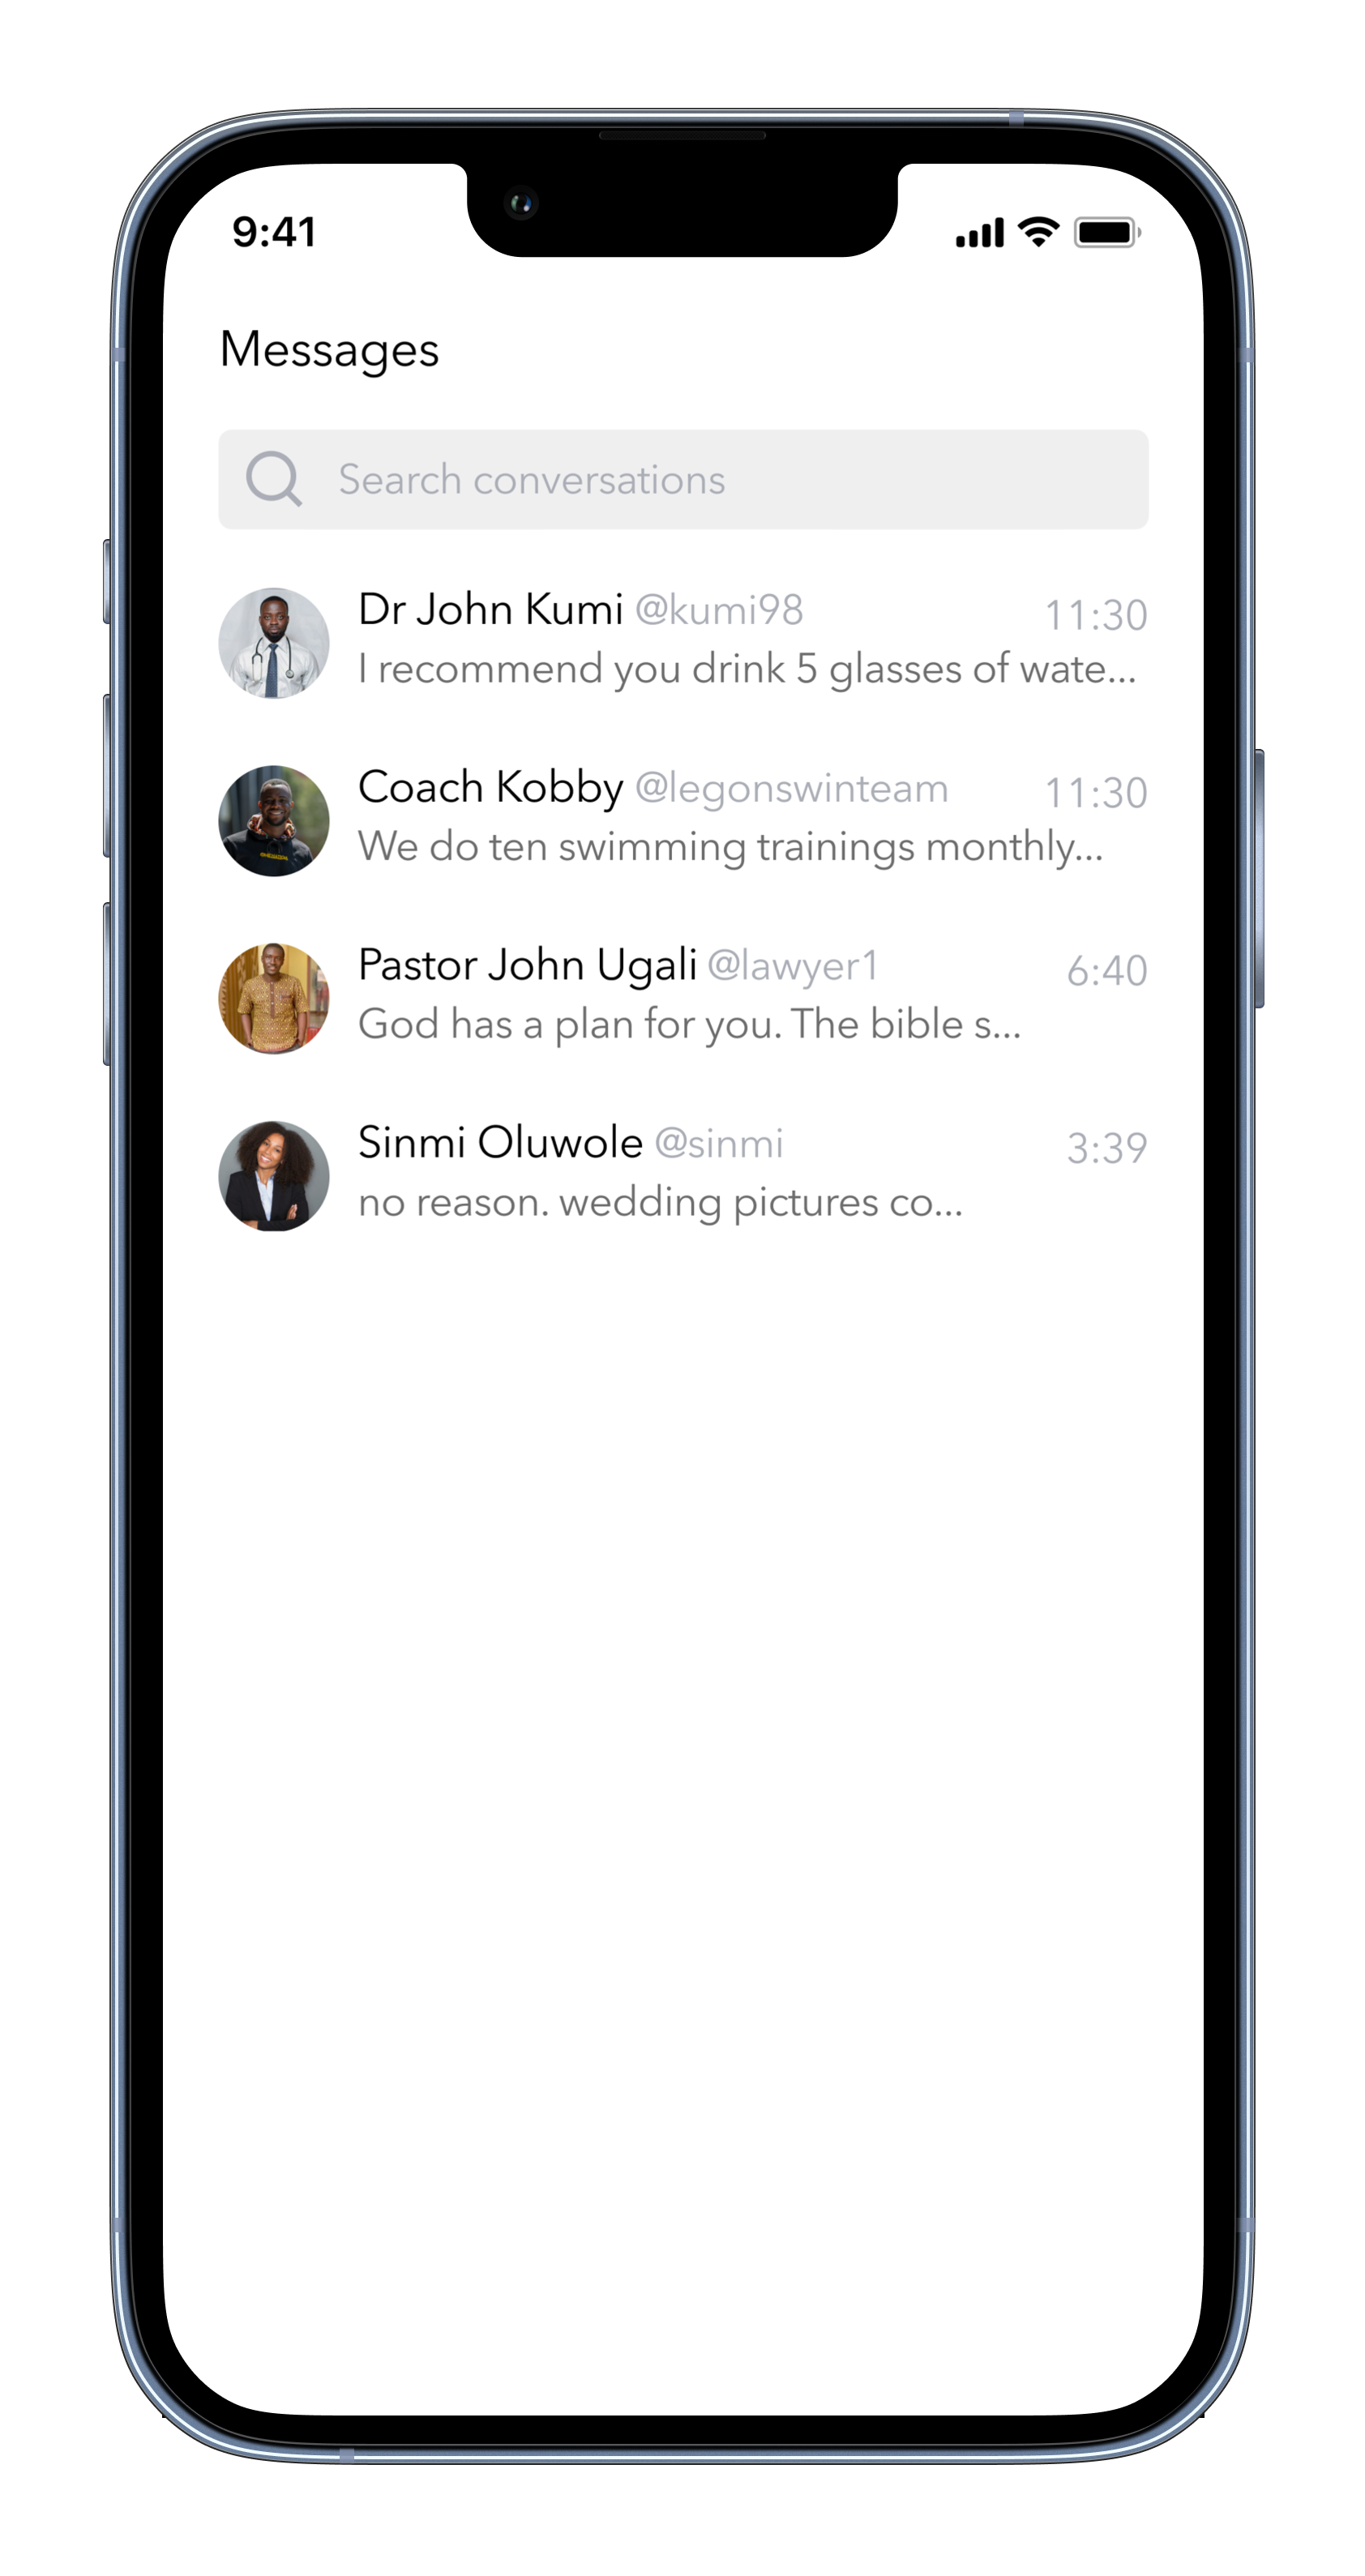 9:41
Messages
Search conversations
Dr John Kumi @kumi98 11:30
I recommend you drink 5 glasses of wate...
Coach Kobby @legonswinteam 11:30
We do ten swimming trainings monthly...
Pastor John Ugali @lawyer1 6:40
God has a plan for you. The bible s...
Sinmi Oluwole @sinmi 3:39
no reason. wedding pictures co...